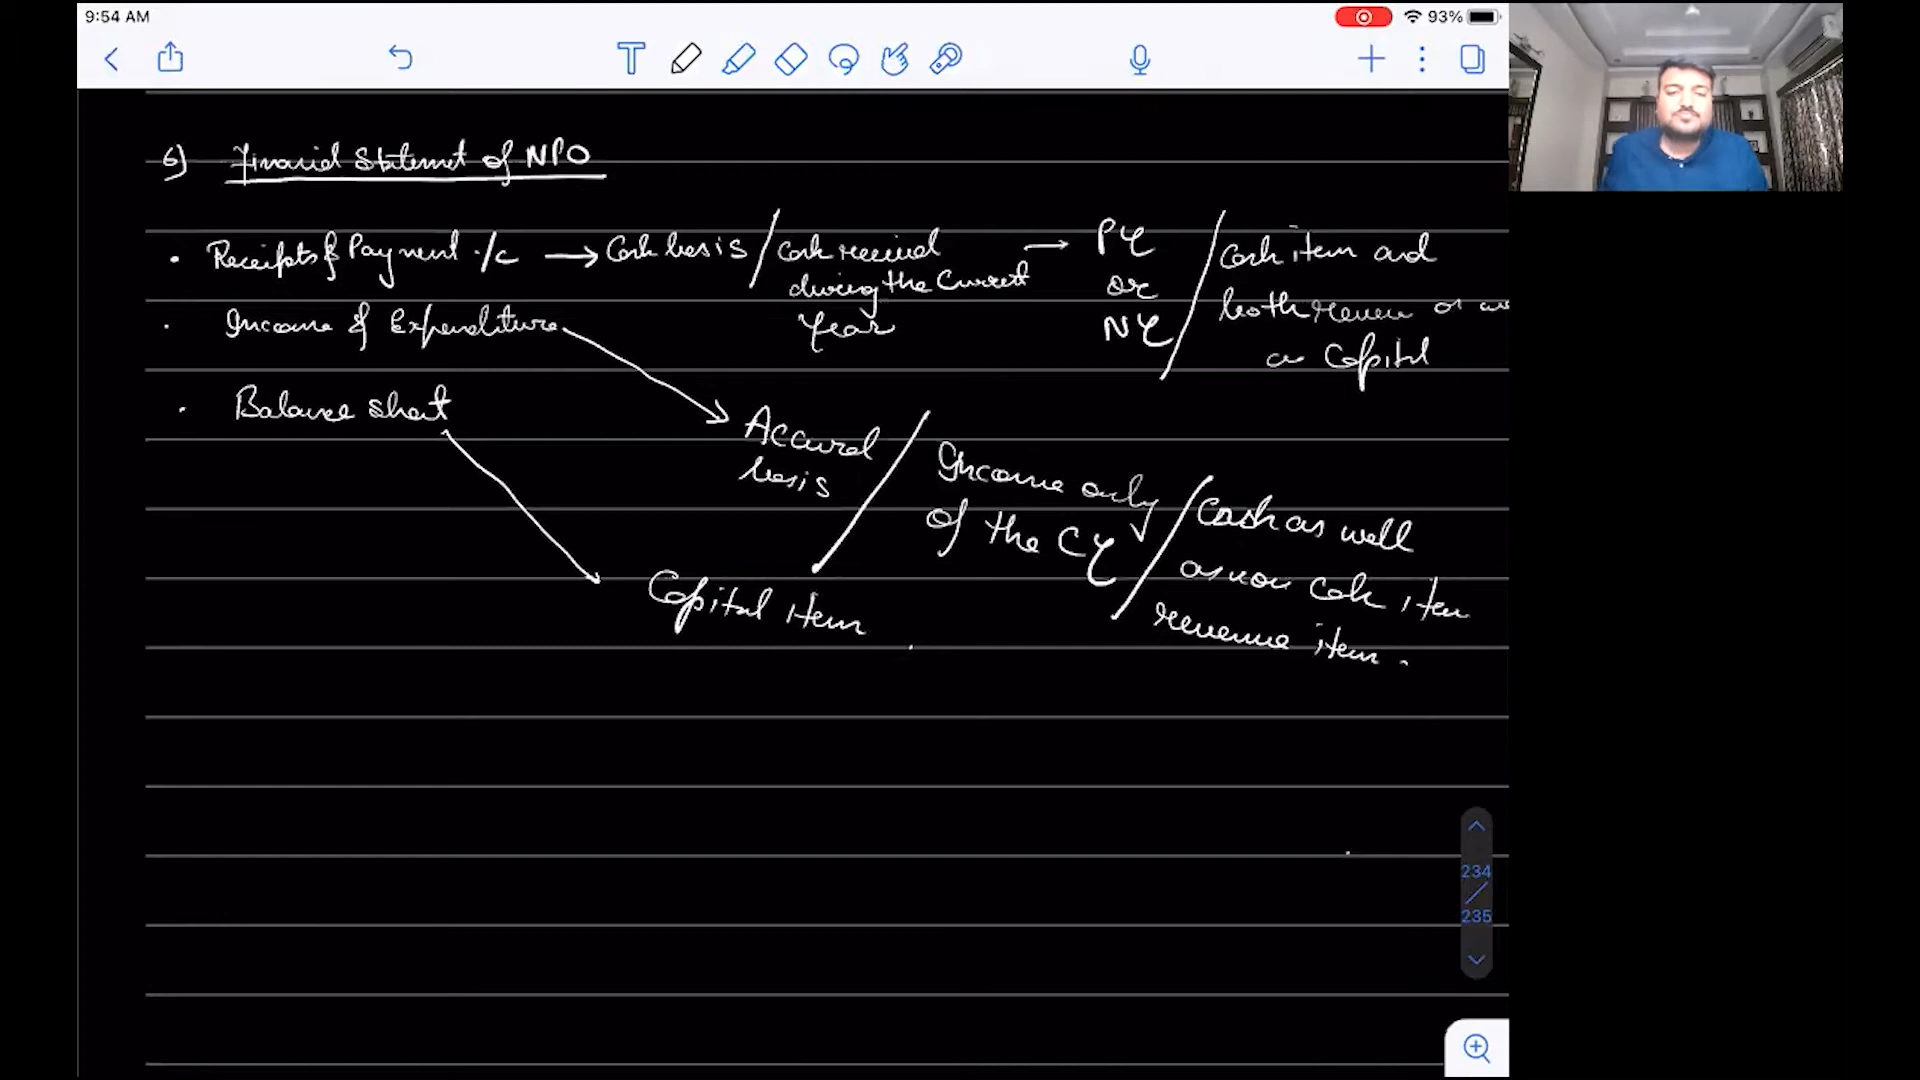 9:54 AM
93%
6) Financial Statement of NPO
• Receipts & Payment A/c → Cash basis / Cash received during the Current Year → PY or NY / Cash item and both revenue as
as Capital
• Income & Expenditure
Accural basis / Income only of the CY / Cash as well as non cash item revenue item.
• Balance sheet
Capital item
234
/
235